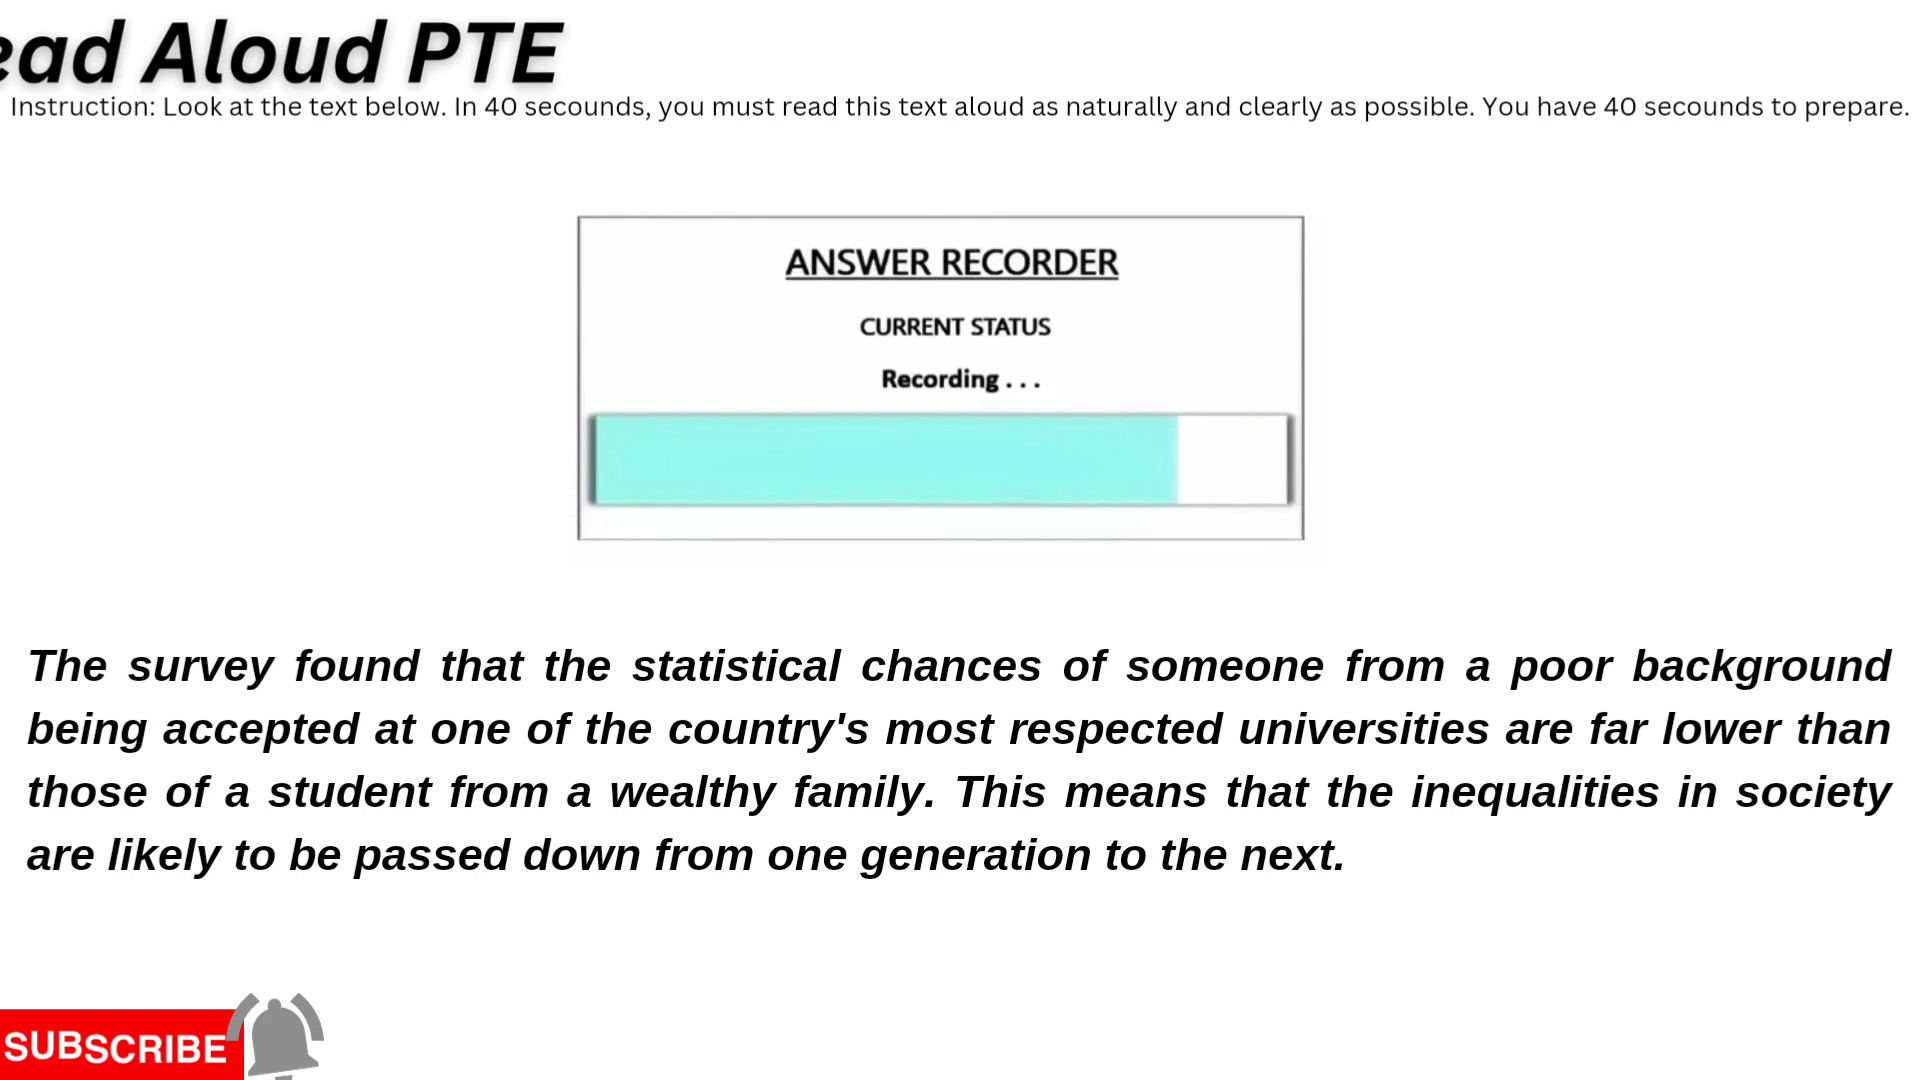 ead Aloud PTE
Instruction: Look at the text below. In 40 secounds, you must read this text aloud as naturally and clearly as possible. You have 40 secounds to prepare.
ANSWER RECORDER
CURRENT STATUS
Recording . . .
The survey found that the statistical chances of someone from a poor background
being accepted at one of the country's most respected universities are far lower than
those of a student from a wealthy family. This means that the inequalities in society
are likely to be passed down from one generation to the next.
SUBSCRIBE